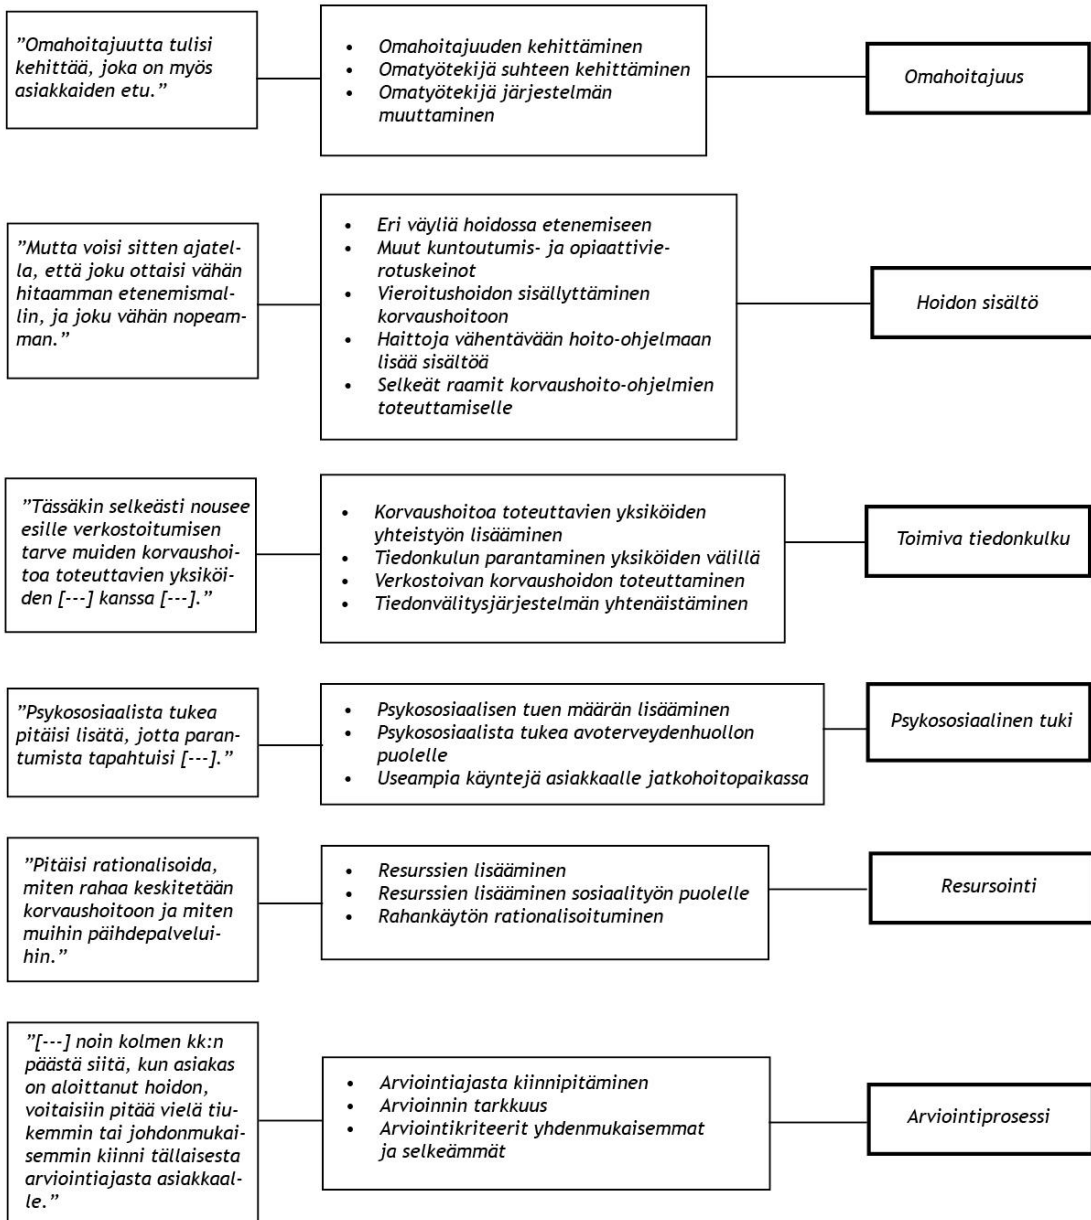 ”Omahoitajuutta tulisi
kehittää, joka on myös
asiakkaiden etu.”
• Omahoitajuuden kehittäminen
• Omatyötekijä suhteen kehittäminen
• Omatyötekijä järjestelmän
muuttaminen
Omahoitajuus
”Mutta voisi sitten ajatel-
la, että joku ottaisi vähän
hitaamman etenemismal-
lin, ja joku vähän nopeam-
man.”
• Eri väyliä hoidossa etenemiseen
• Muut kuntoutumis- ja opiaattivie-
rotuskeinot
• Vieroitushoidon sisällyttäminen
korvaushoitoon
• Haittoja vähentävään hoito-ohjelmaan
lisää sisältöä
• Selkeät raamit korvaushoito-ohjelmien
toteuttamiselle
Hoidon sisältö
”Tässäkin selkeästi nousee
esille verkostoitumisen
tarve muiden korvaushoi-
toa toteuttavien yksiköi-
den [---] kanssa [---].”
• Korvaushoitoa toteuttavien yksiköiden
yhteistyön lisääminen
• Tiedonkulun parantaminen yksiköiden välillä
• Verkostoivan korvaushoidon toteuttaminen
• Tiedonvälitysjärjestelmän yhtenäistäminen
Toimiva tiedonkulku
”Psykososiaalista tukea
pitäisi lisätä, jotta paran-
tumista tapahtuisi [---].”
• Psykososiaalisen tuen määrän lisääminen
• Psykososiaalista tukea avoterveydenhuollon
puolelle
• Useampia käyntejä asiakkaalle jatkohoitopaikassa
Psykososiaalinen tuki
”Pitäisi rationalisoida,
miten rahaa keskitetään
korvaushoitoon ja miten
muihin päihdepalvelui-
hin.”
• Resurssien lisääminen
• Resurssien lisääminen sosiaalityön puolelle
• Rahankäytön rationalisoituminen
Resursointi
”[---] noin kolmen kk:n
päästä siitä, kun asiakas
on aloittanut hoidon,
voitaisiin pitää vielä tiu-
kemmin tai johdonmukai-
semmin kiinni tällaisesta
arviointiajasta asiakkaal-
le.”
• Arviointiajasta kiinnipitäminen
• Arvioinnin tarkkuus
• Arviointikriteerit yhdenmukaisemmat
ja selkeämmät
Arviointiprosessi